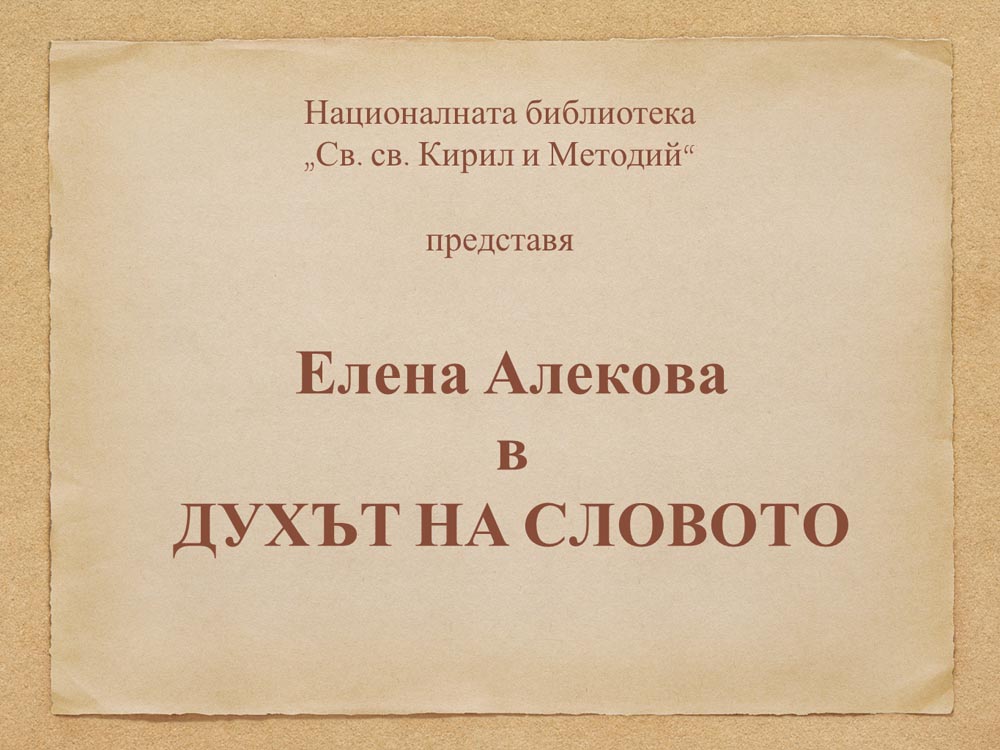 Националната библиотека
„Св. св. Кирил и Методий“
представя
Елена Алекова
в
ДУХЪТ НА СЛОВОТО